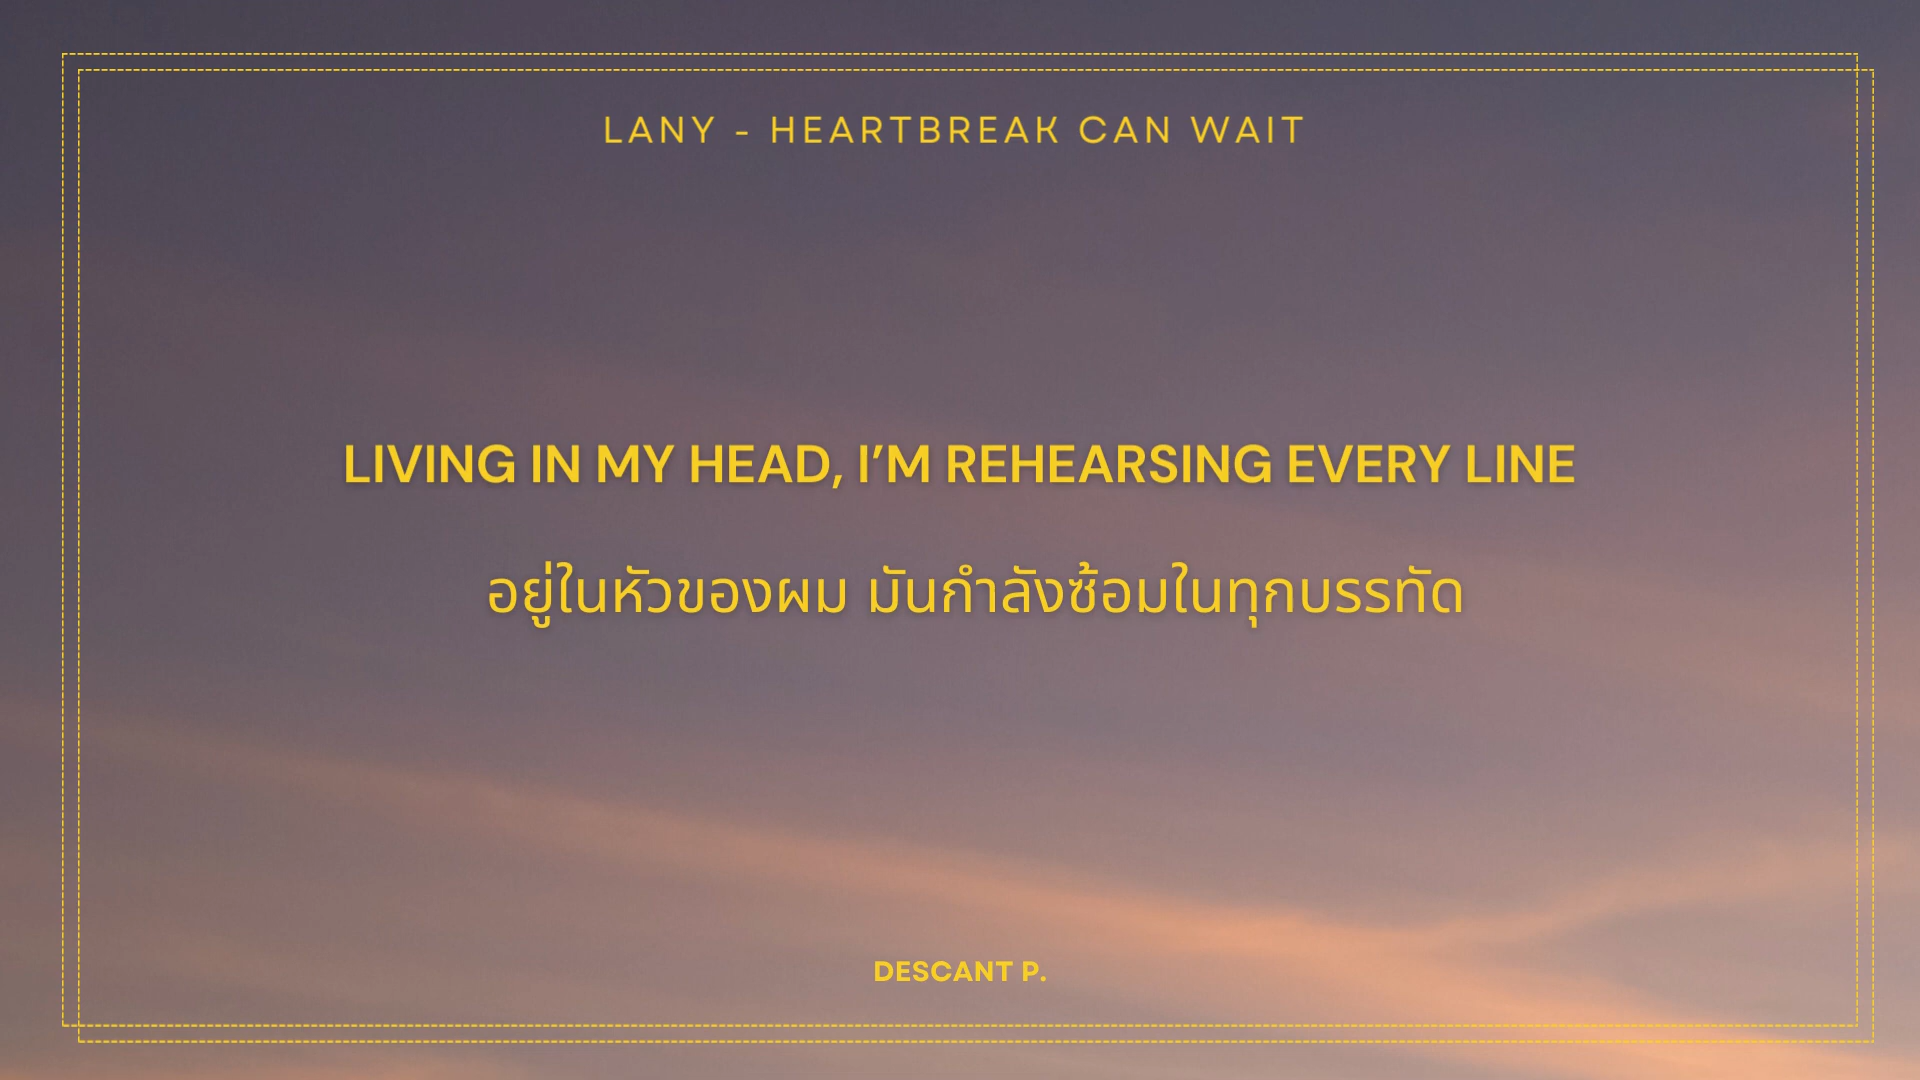 LANY - HEARTBREAK CAN WAIT
LIVING IN MY HEAD, I’M REHEARSING EVERY LINE
อยู่ในหัวของผม มันกำลังซ้อมในทุกบรรทัด
DESCANT P.